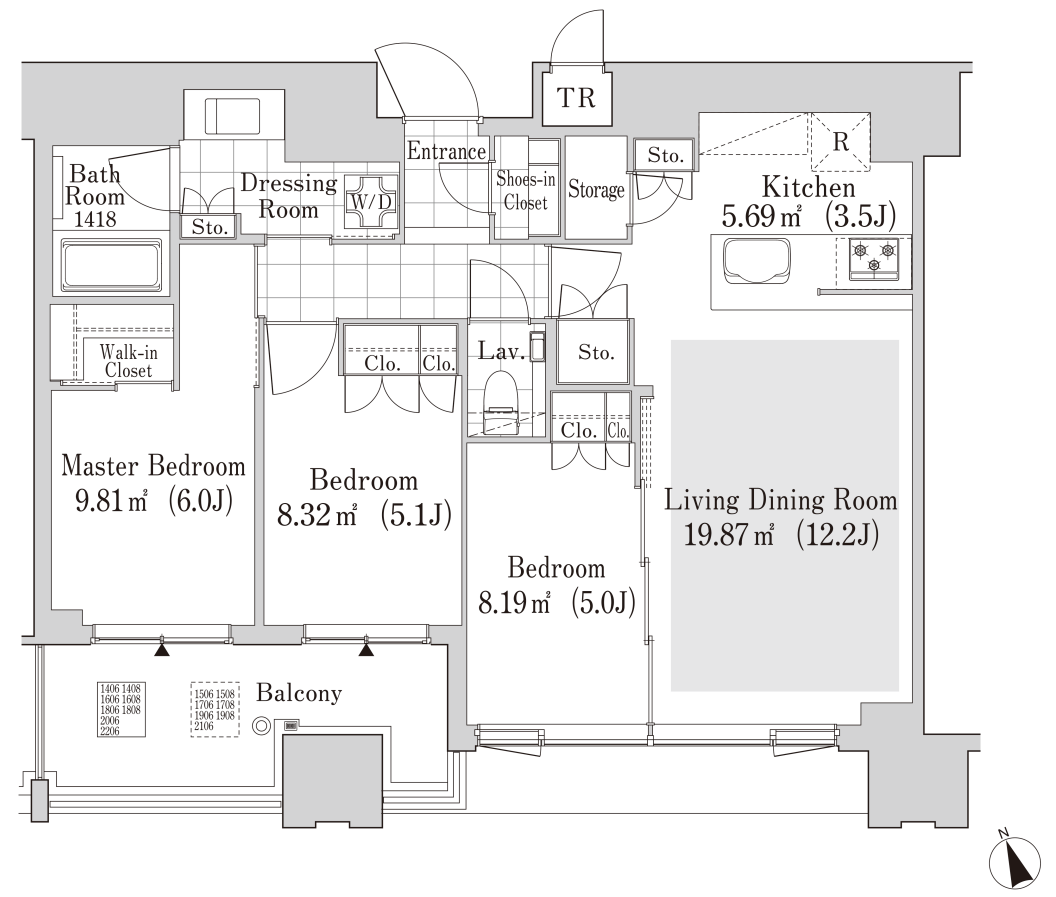 TR
Entrance
Shoes-in
Closet
Storage
Sto.
R
Kitchen
5.69㎡ (3.5J)
Bath
Room
1418
Dressing
Room
W/D
Sto.
Walk-in
Closet
Clo.
Clo.
Lav.
Sto.
Clo.
Clo.
Master Bedroom
9.81㎡ (6.0J)
Bedroom
8.32㎡ (5.1J)
Bedroom
8.19㎡ (5.0J)
Living Dining Room
19.87㎡ (12.2J)
Balcony
1406 1408
1606 1608
1806 1808
2006
2206
1506 1508
1706 1708
1906 1908
2106
N